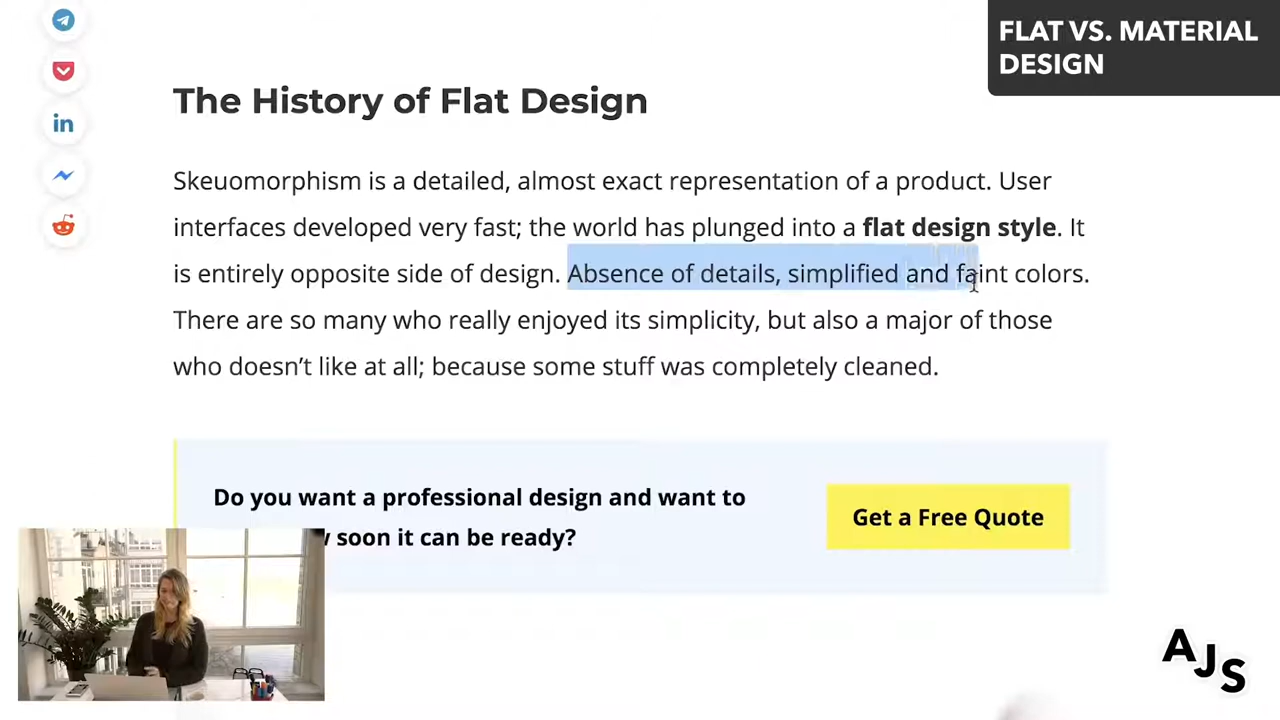 FLAT VS. MATERIAL
DESIGN
in
The History of Flat Design
Skeuomorphism is a detailed, almost exact representation of a product. User
interfaces developed very fast; the world has plunged into a flat design style. It
is entirely opposite side of design. Absence of details, simplified and faint colors.
There are so many who really enjoyed its simplicity, but also a major of those
who doesn’t like at all; because some stuff was completely cleaned.
Do you want a professional design and want to
soon it can be ready?
Get a Free Quote
AJS